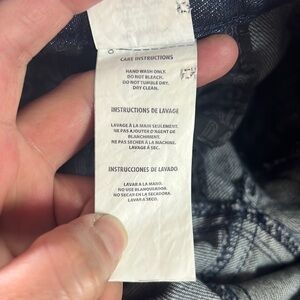 CARE INSTRUCTIONS
HAND WASH ONLY.
DO NOT BLEACH.
DO NOT TUMBLE DRY.
DRY CLEAN.
INSTRUCTIONS DE LAVAGE
LAVAGE À LA MAIN SEULEMENT.
NE PAS AJOUTER D'AGENT DE
BLANCHIMENT.
NE PAS SÉCHER À LA MACHINE.
LAVAGE À SEC.
INSTRUCCIONES DE LAVADO
LAVAR A LA MANO.
NO USE BLANQUEADOR.
NO SECAR EN LA SECADORA.
LAVAR A SECO.